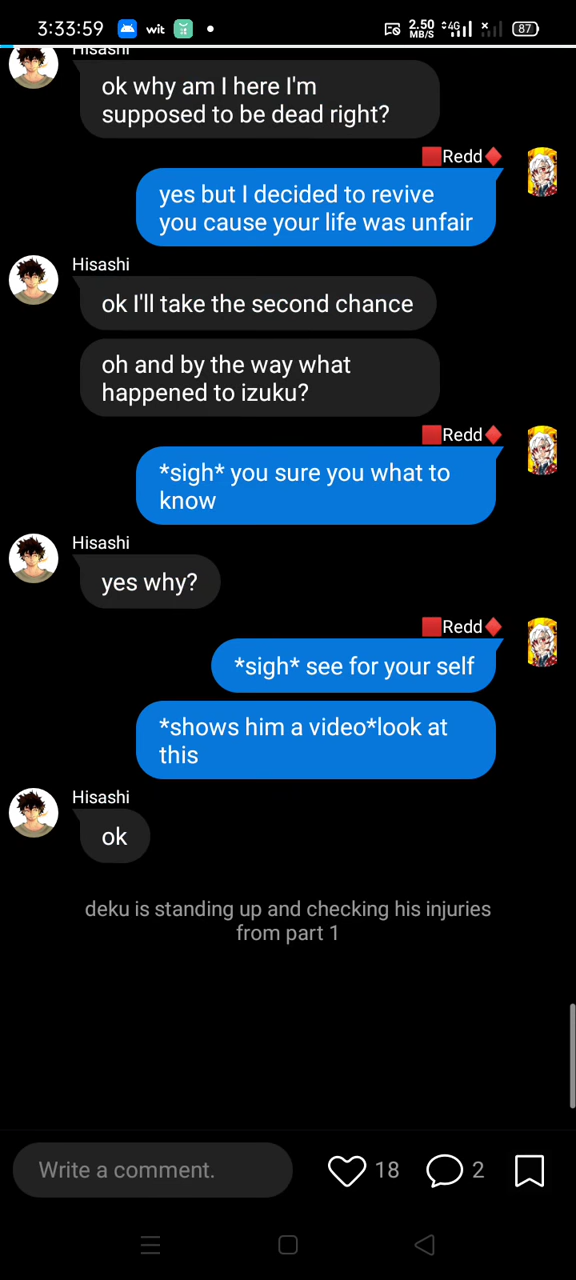 3:33:59 wit 2.50 MB/S 4G 87
Hisashi
ok why am I here I'm
supposed to be dead right?
🟥Redd♦️
yes but I decided to revive
you cause your life was unfair
Hisashi
ok I'll take the second chance
oh and by the way what
happened to izuku?
🟥Redd♦️
*sigh* you sure you what to
know
Hisashi
yes why?
🟥Redd♦️
*sigh* see for your self
*shows him a video*look at
this
Hisashi
ok
deku is standing up and checking his injuries
from part 1
Write a comment.
18
2